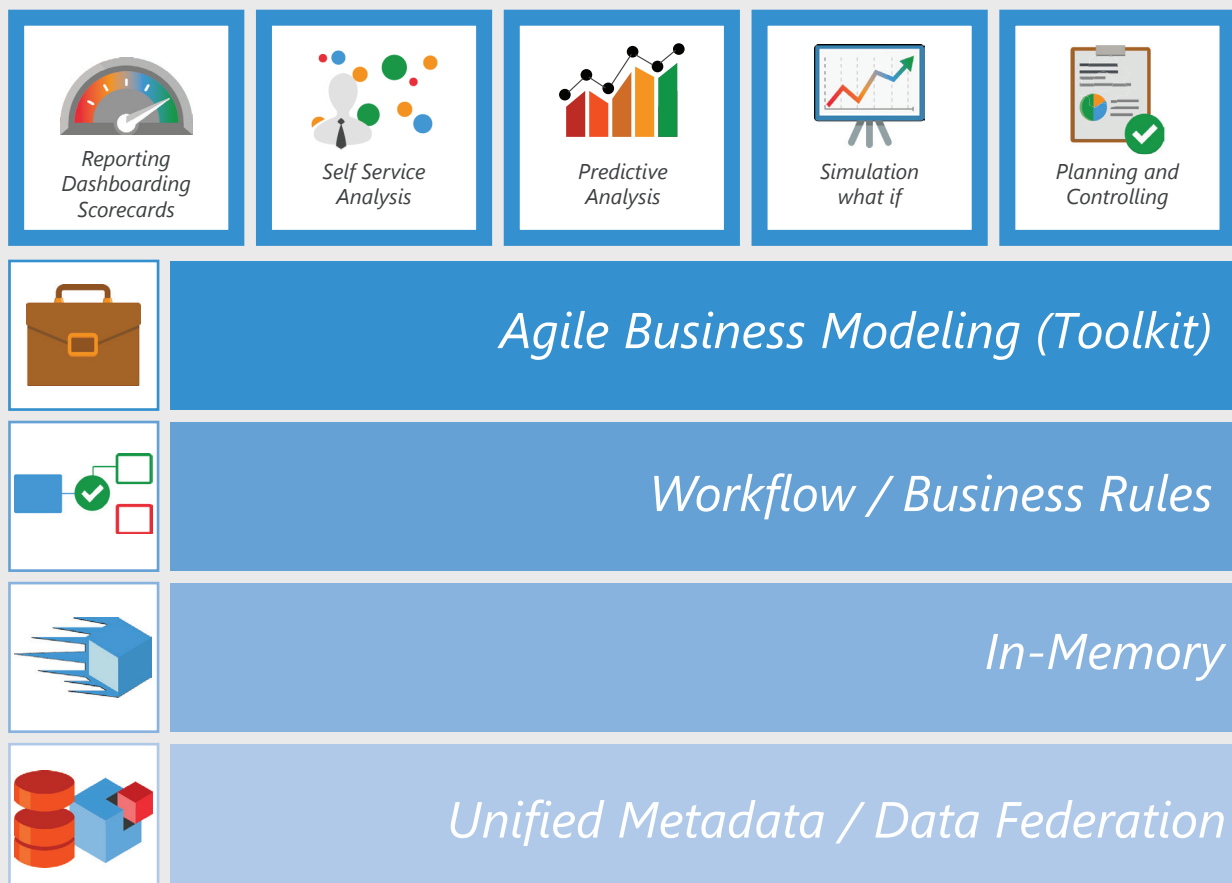 Reporting
Dashboarding
Scorecards
Self Service
Analysis
Predictive
Analysis
Simulation
what if
Planning and
Controlling
Agile Business Modeling (Toolkit)
Workflow / Business Rules
In-Memory
Unified Metadata / Data Federation